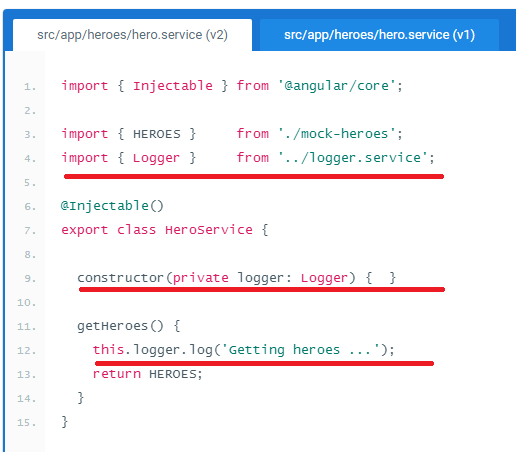 src/app/heroes/hero.service (v2) src/app/heroes/hero.service (v1)
1. import { Injectable } from '@angular/core';
2.
3. import { HEROES }     from './mock-heroes';
4. import { Logger }     from '../logger.service';
5.
6. @Injectable()
7. export class HeroService {
8.
9.   constructor(private logger: Logger) {  }
10.
11.   getHeroes() {
12.     this.logger.log('Getting heroes ...');
13.     return HEROES;
14.   }
15. }